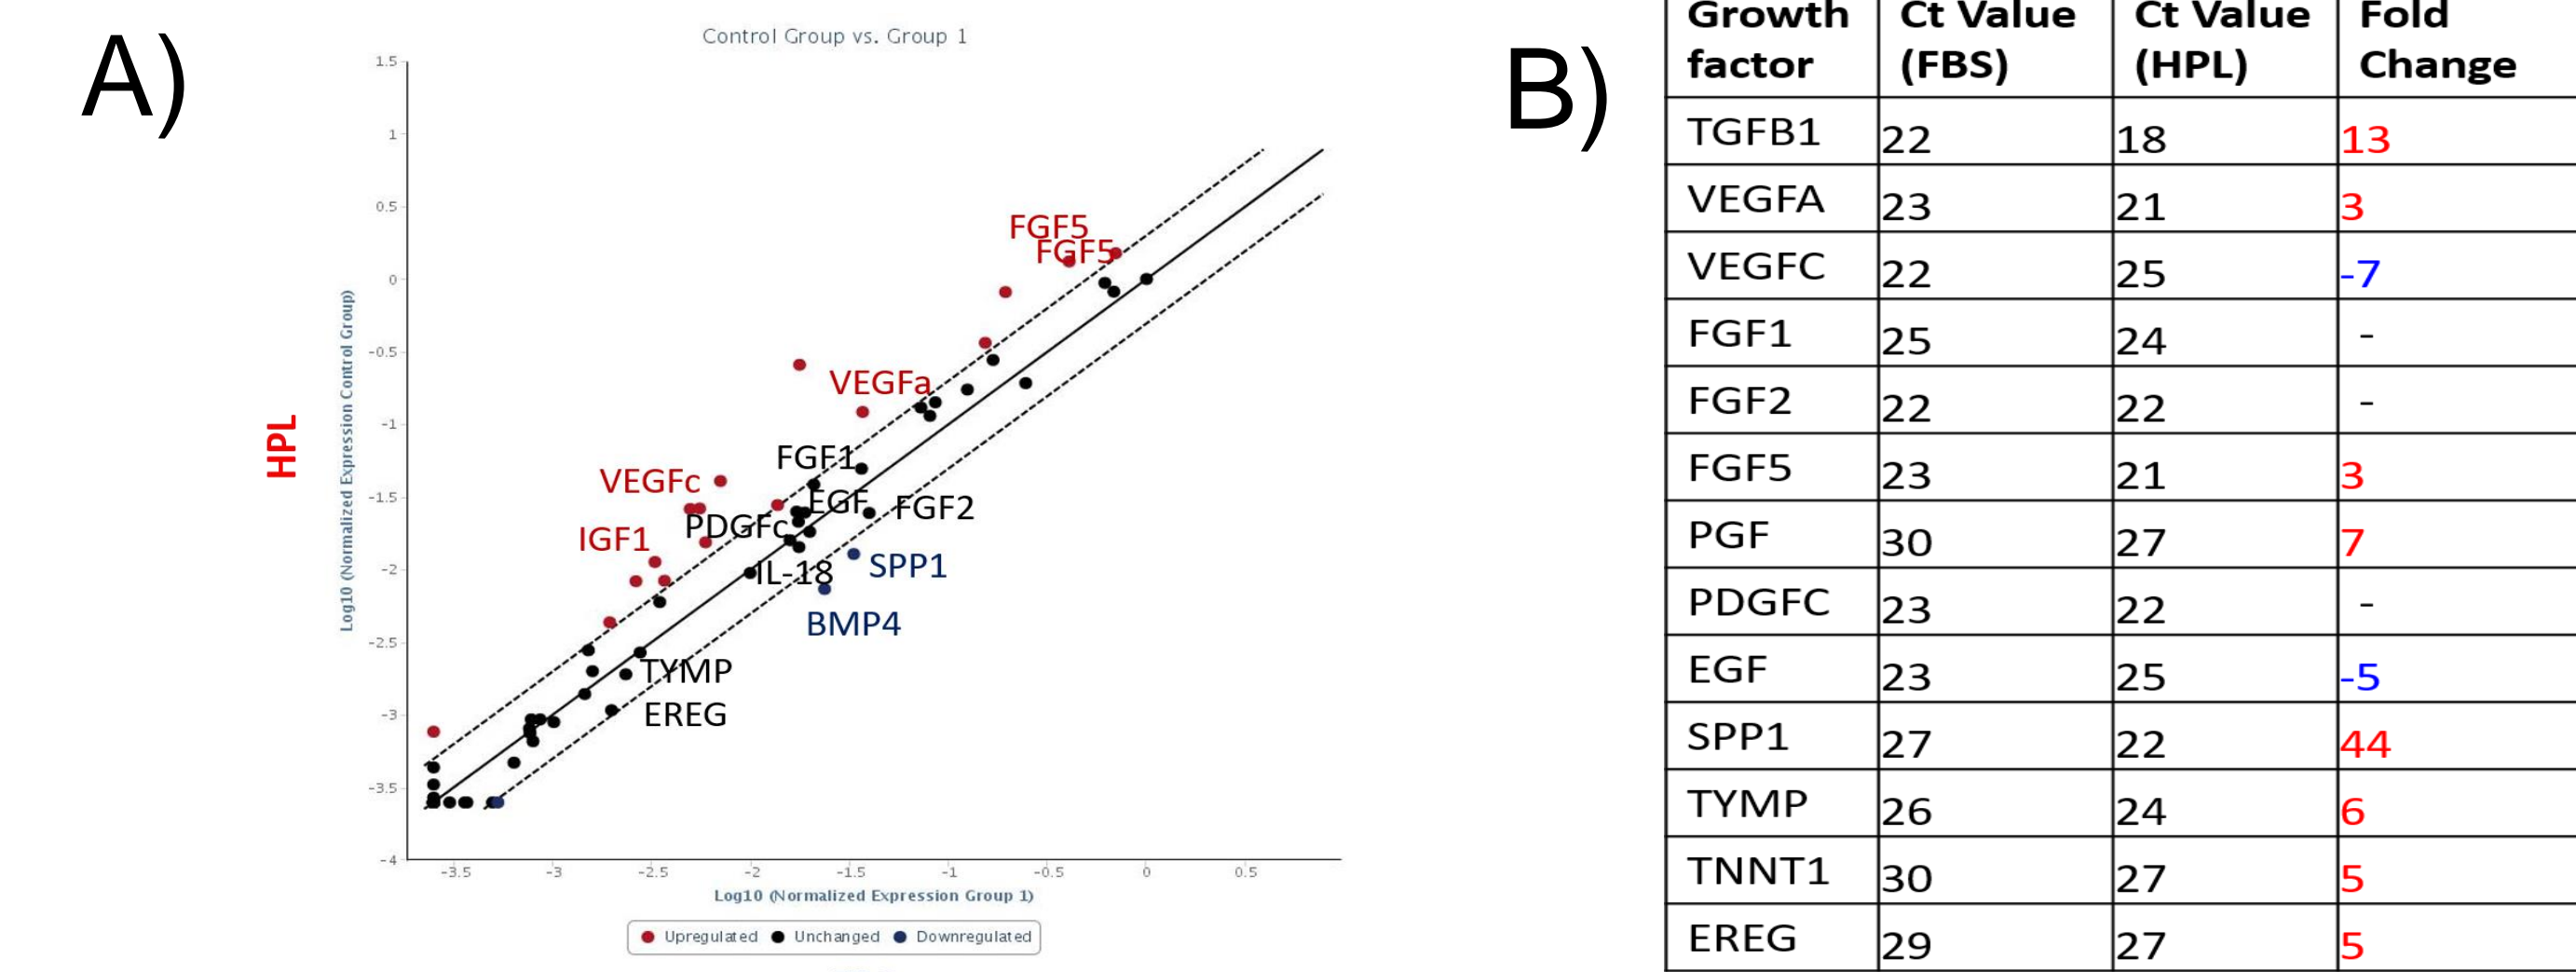 A)
Control Group vs. Group 1
1.5
1
0.5
0
-0.5
-1
-1.5
-2
-2.5
-3
-3.5
-4
HPL
Log10 (Normalized Expression Control Group)
FGF5
FGF5
VEGFa
FGF1
VEGFc
EGF
FGF2
PDGFc
IGF1
IL-18
SPP1
BMP4
TYMP
EREG
-3.5 -3 -2.5 -2 -1.5 -1 -0.5 0 0.5
Log10 (Normalized Expression Group 1)
Upregulated Unchanged Downregulated
B)
Growth factor Ct Value (FBS) Ct Value (HPL) Fold Change
TGFB1 22 18 13
VEGFA 23 21 3
VEGFC 22 25 -7
FGF1 25 24 -
FGF2 22 22 -
FGF5 23 21 3
PGF 30 27 7
PDGFC 23 22 -
EGF 23 25 -5
SPP1 27 22 44
TYMP 26 24 6
TNNT1 30 27 5
EREG 29 27 5